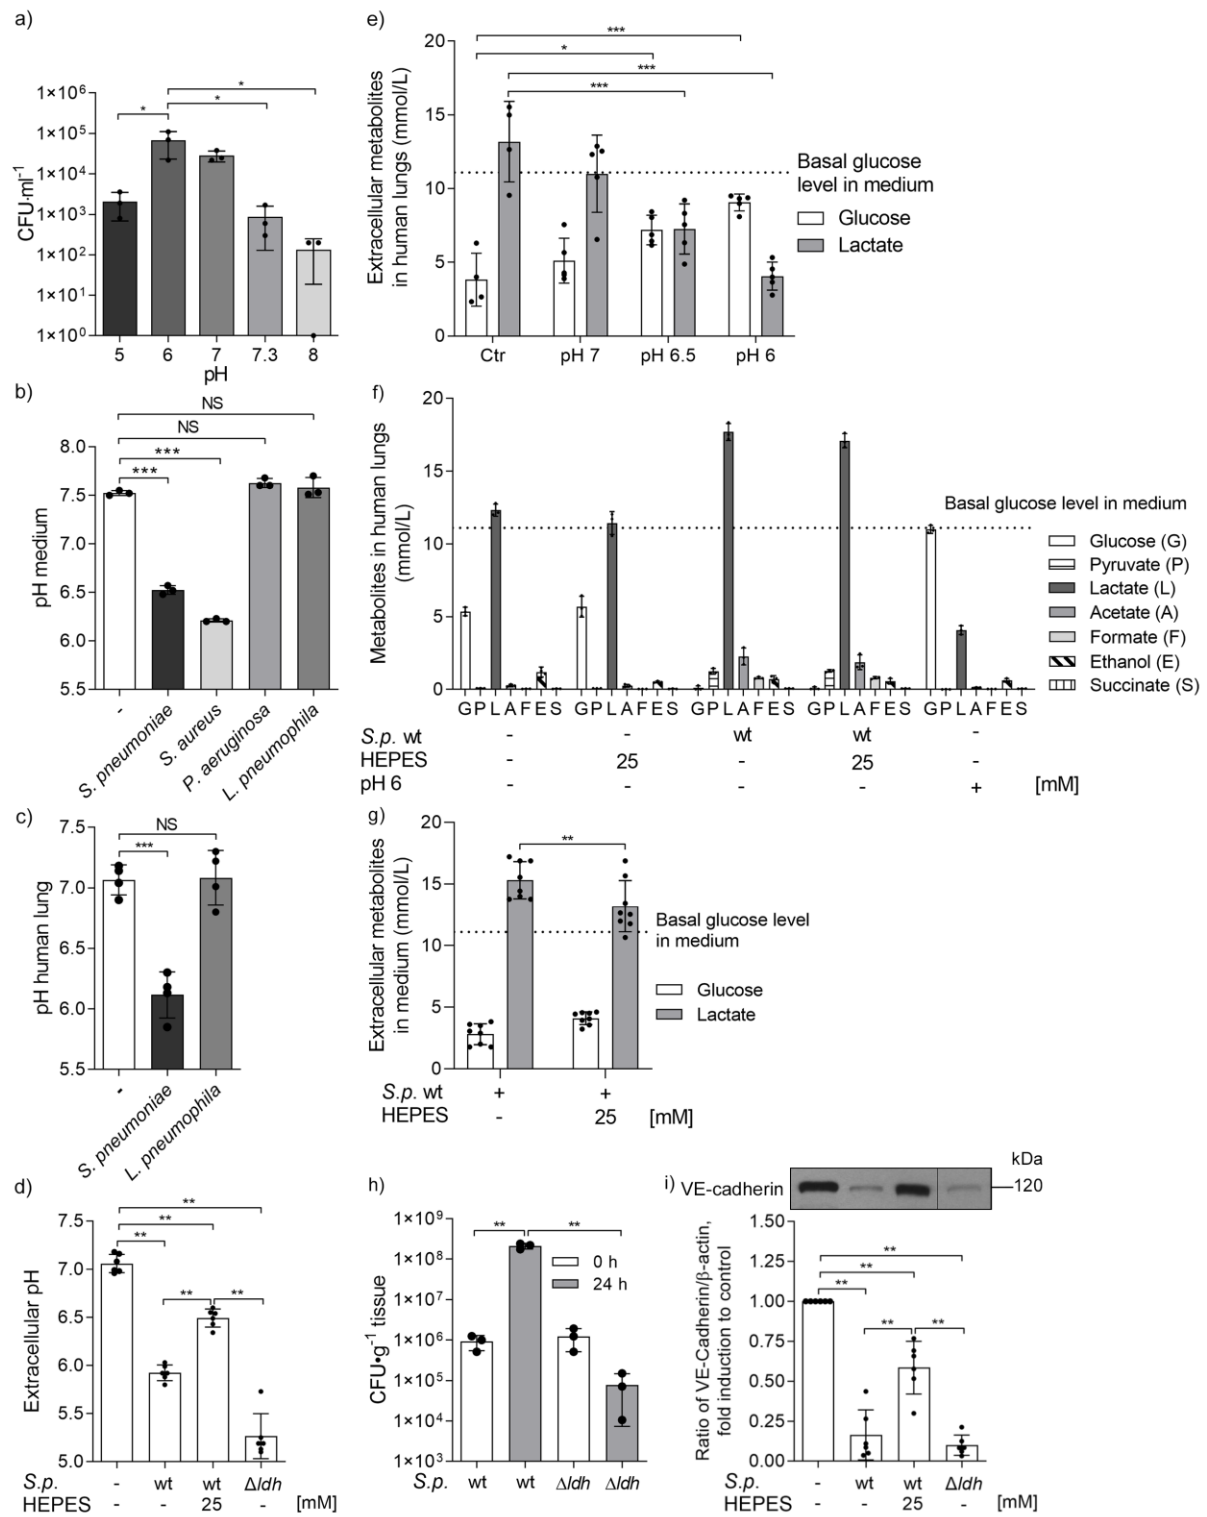 a)
CFU·ml⁻¹
1×10⁶
1×10⁵
1×10⁴
1×10³
1×10²
1×10¹
1×10⁰
*
*
*
5 6 7 7.3 8
pH
b)
pH medium
8.0
7.5
7.0
6.5
6.0
5.5
NS
NS
***
***
-
S. pneumoniae
S. aureus
P. aeruginosa
L. pneumophila
c)
pH human lung
7.5
7.0
6.5
6.0
5.5
NS
***
-
S. pneumoniae
L. pneumophila
d)
Extracellular pH
7.5
7.0
6.5
6.0
5.5
5.0
**
**
**
**
**
S.p. - wt wt Δldh
HEPES - - 25 - [mM]
e)
Extracellular metabolites
in human lungs (mmol/L)
20
15
10
5
0
***
*
***
***
Basal glucose
level in medium
Glucose
Lactate
Ctr pH 7 pH 6.5 pH 6
f)
Metabolites in human lungs
(mmol/L)
20
15
10
5
0
Basal glucose level in medium
Glucose (G)
Pyruvate (P)
Lactate (L)
Acetate (A)
Formate (F)
Ethanol (E)
Succinate (S)
G P L A F E S G P L A F E S G P L A F E S G P L A F E S G P L A F E S
S.p. wt - - wt wt -
HEPES - 25 - 25 -
pH 6 - - - - + [mM]
g)
Extracellular metabolites
in medium (mmol/L)
20
15
10
5
0
**
Basal glucose level
in medium
Glucose
Lactate
S.p. wt + +
HEPES - 25 [mM]
h)
CFU•g⁻¹ tissue
1×10⁹
1×10⁸
1×10⁷
1×10⁶
1×10⁵
1×10⁴
1×10³
** **
0 h
24 h
S.p. wt wt Δldh Δldh
i)
VE-cadherin
kDa
120
Ratio of VE-Cadherin/β-actin,
fold induction to control
1.50
1.25
1.00
0.75
0.50
0.25
0.00
**
**
**
**
**
S.p. - wt wt Δldh
HEPES - - 25 - [mM]